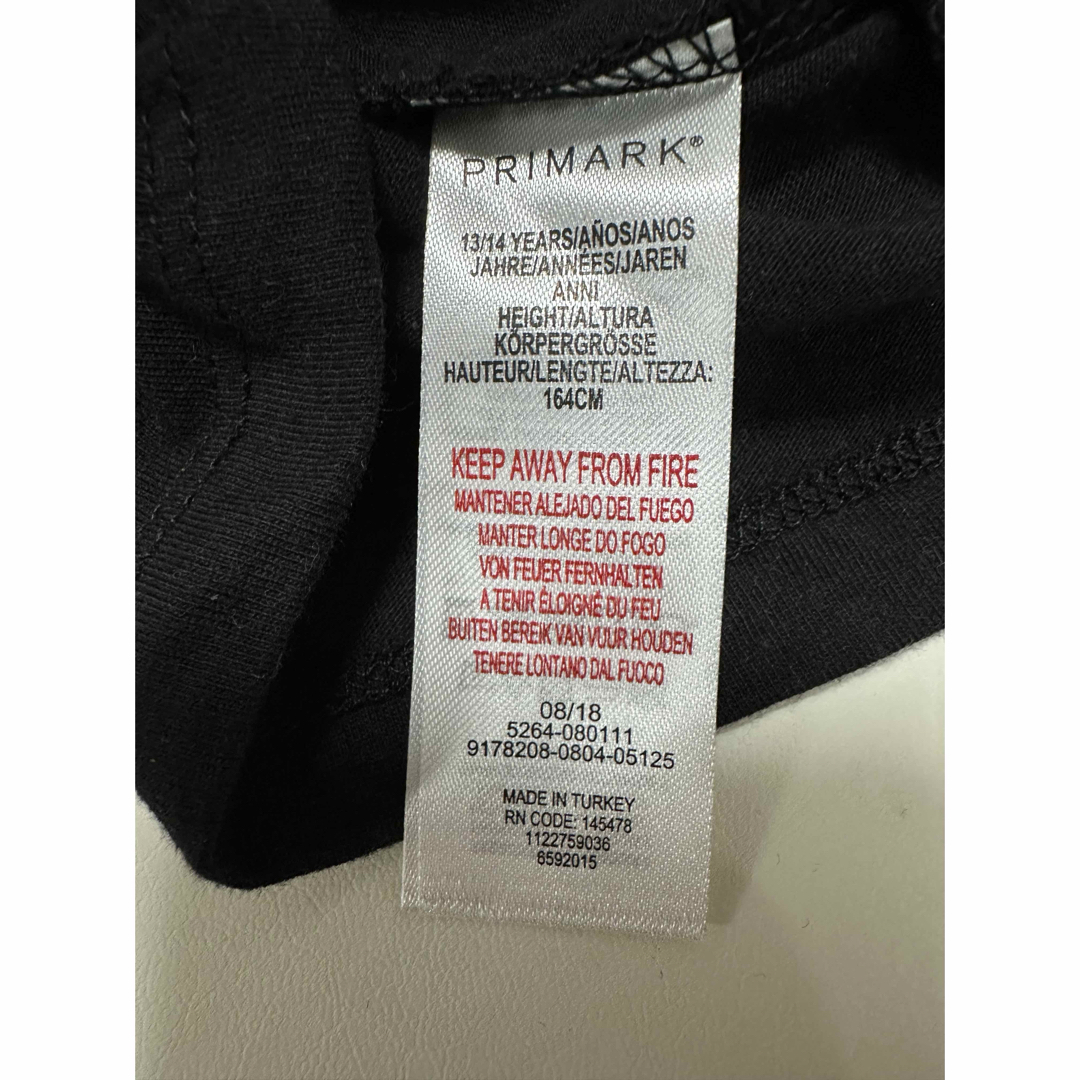 PRIMARK®
13/14 YEARS/AÑOS/ANOS
JAHRE/ANNÉES/JAREN
ANNI
HEIGHT/ALTURA
KÖRPERGRÖSSE
HAUTEUR/LENGTE/ALTEZZA:
164CM
KEEP AWAY FROM FIRE
MANTENER ALEJADO DEL FUEGO
MANTER LONGE DO FOGO
VON FEUER FERNHALTEN
A TENIR ÉLOIGNÉ DU FEU
BUITEN BEREIK VAN VUUR HOUDEN
TENERE LONTANO DAL FUOCO
08/18
5264-080111
9178208-0804-05125
MADE IN TURKEY
RN CODE: 145478
1122759036
8592015